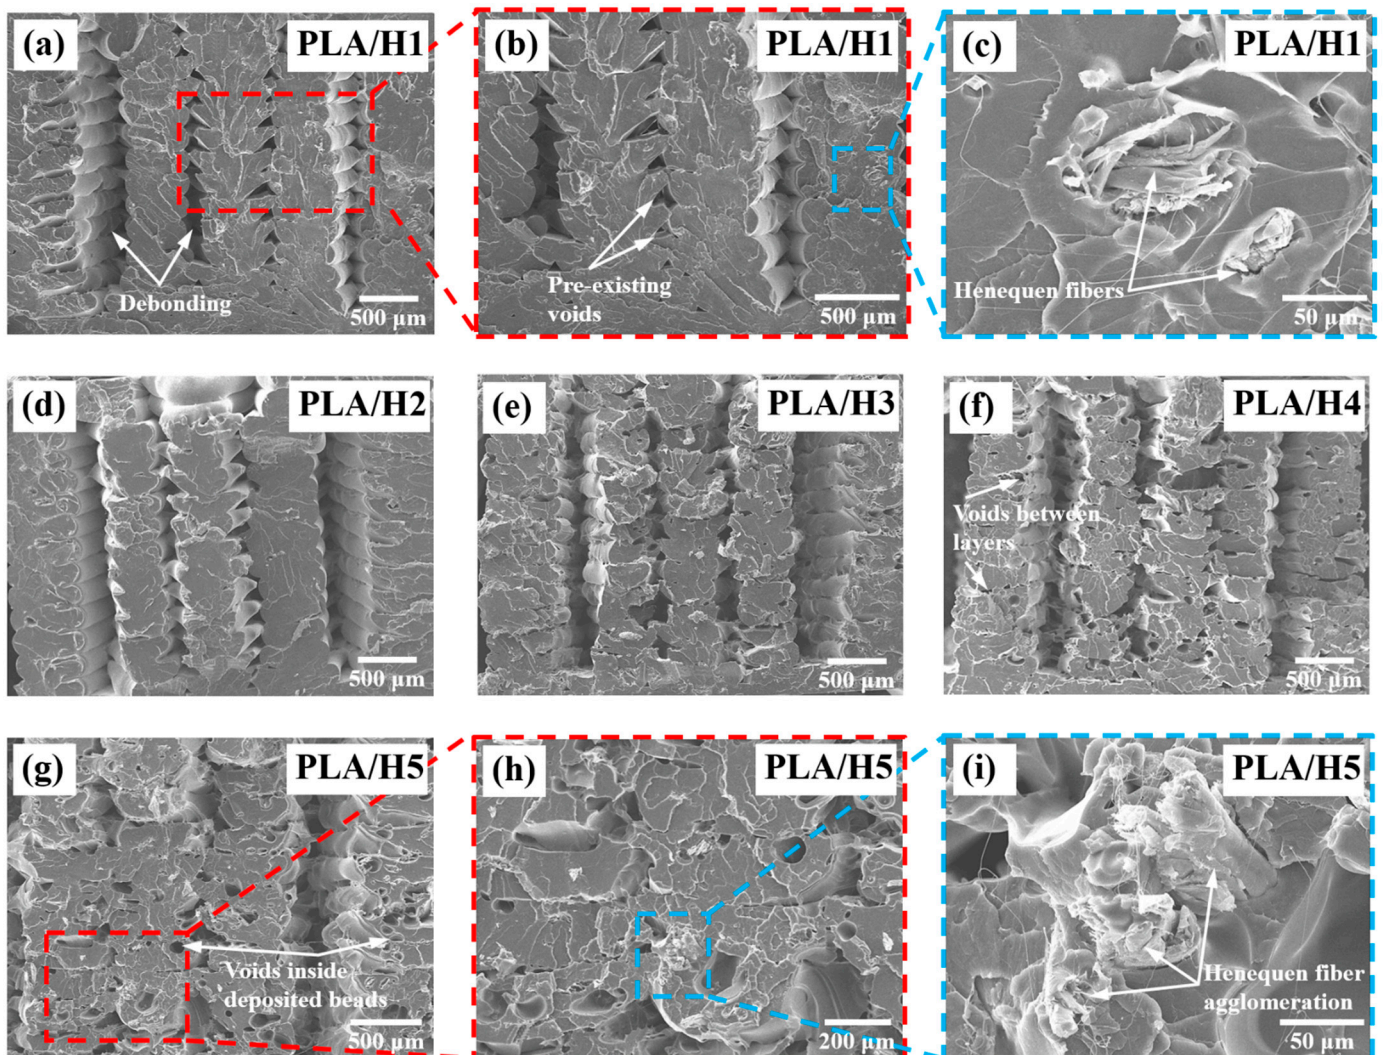 (a)
PLA/H1
Debonding
500 µm
(b)
PLA/H1
Pre-existing
voids
500 µm
(c)
PLA/H1
Henequen fibers
50 µm
(d)
PLA/H2
500 µm
(e)
PLA/H3
500 µm
(f)
PLA/H4
Voids between
layers
500 µm
(g)
PLA/H5
Voids inside
deposited beads
500 µm
(h)
PLA/H5
200 µm
(i)
PLA/H5
Henequen fiber
agglomeration
50 µm